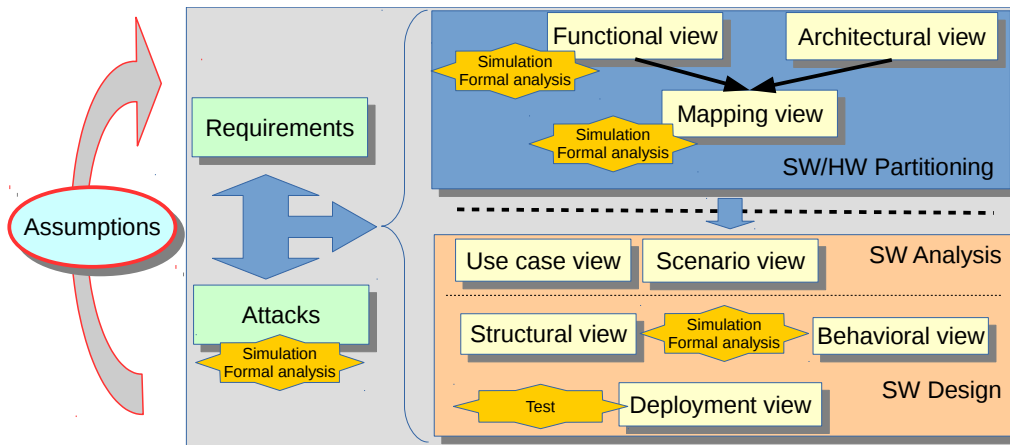 Assumptions
Requirements
Attacks
Simulation
Formal analysis
Functional view
Architectural view
Simulation
Formal analysis
Mapping view
Simulation
Formal analysis
SW/HW Partitioning
Use case view
Scenario view
SW Analysis
Structural view
Simulation
Formal analysis
Behavioral view
SW Design
Test
Deployment view